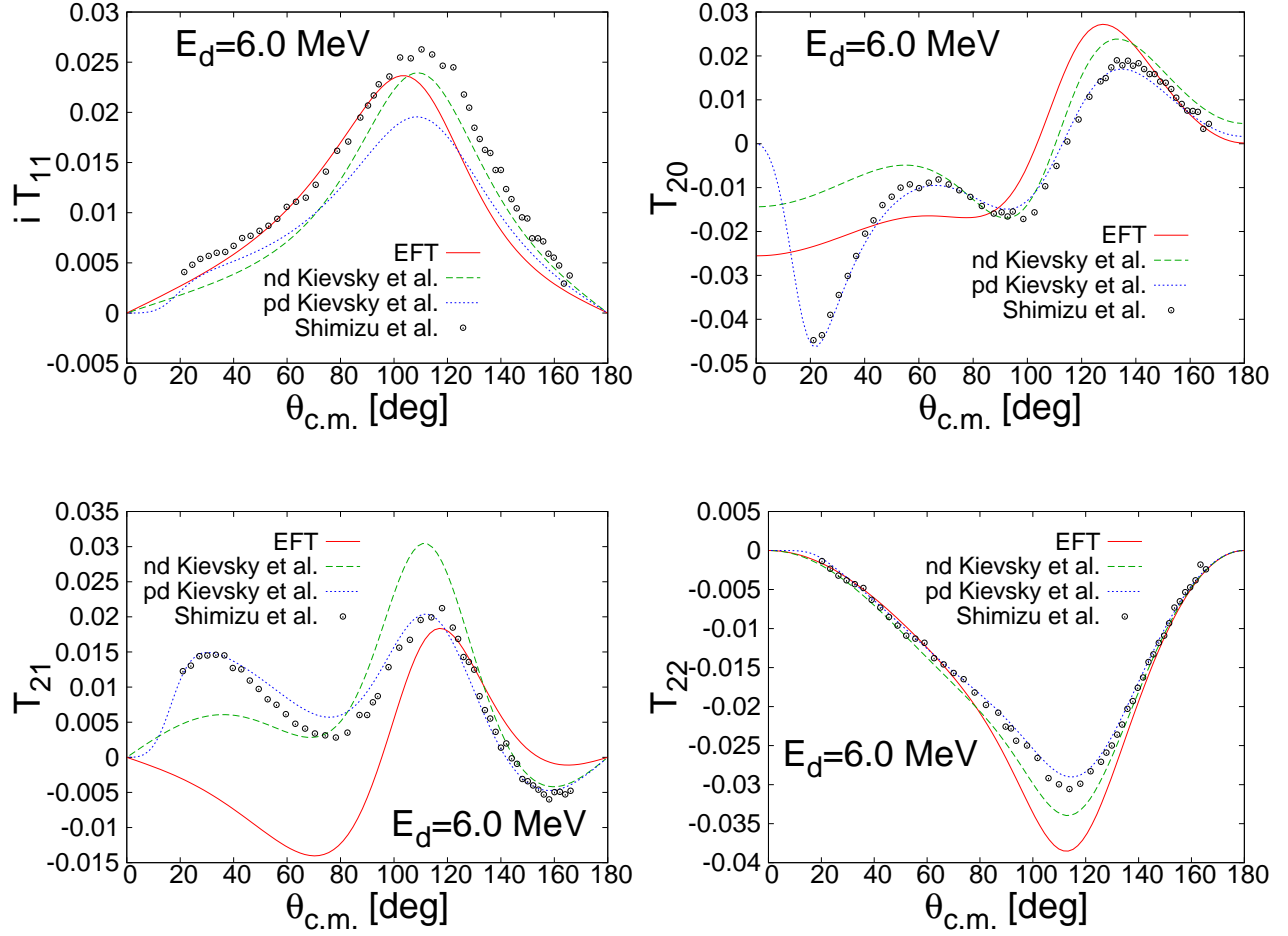 E_d=6.0 MeV
0.03
0.025
0.02
0.015
0.01
0.005
0
-0.005
i T_11
EFT
nd Kievsky et al.
pd Kievsky et al.
Shimizu et al.
0 20 40 60 80 100 120 140 160 180
θ_c.m. [deg]
E_d=6.0 MeV
0.03
0.02
0.01
0
-0.01
-0.02
-0.03
-0.04
-0.05
T_20
EFT
nd Kievsky et al.
pd Kievsky et al.
Shimizu et al.
0 20 40 60 80 100 120 140 160 180
θ_c.m. [deg]
0.035
0.03
0.025
0.02
0.015
0.01
0.005
0
-0.005
-0.01
-0.015
T_21
EFT
nd Kievsky et al.
pd Kievsky et al.
Shimizu et al.
E_d=6.0 MeV
0 20 40 60 80 100 120 140 160 180
θ_c.m. [deg]
0.005
0
-0.005
-0.01
-0.015
-0.02
-0.025
-0.03
-0.035
-0.04
T_22
EFT
nd Kievsky et al.
pd Kievsky et al.
Shimizu et al.
E_d=6.0 MeV
0 20 40 60 80 100 120 140 160 180
θ_c.m. [deg]